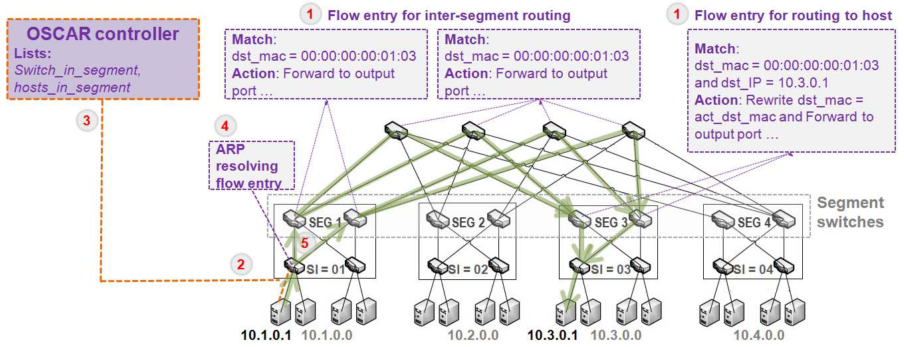 1 Flow entry for inter-segment routing
1 Flow entry for routing to host
OSCAR controller
Lists:
Switch_in_segment,
hosts_in_segment
Match:
dst_mac = 00:00:00:00:01:03
Action: Forward to output
port ...
Match:
dst_mac = 00:00:00:00:01:03
Action: Forward to output
port ...
Match:
dst_mac = 00:00:00:00:01:03
and dst_IP = 10.3.0.1
Action: Rewrite dst_mac =
act_dst_mac and Forward to
output port ...
3
4
ARP
resolving
flow entry
Segment
switches
SEG 1
SEG 2
SEG 3
SEG 4
5
2
SI = 01
SI = 02
SI = 03
SI = 04
10.1.0.1 10.1.0.0
10.2.0.0
10.3.0.1 10.3.0.0
10.4.0.0